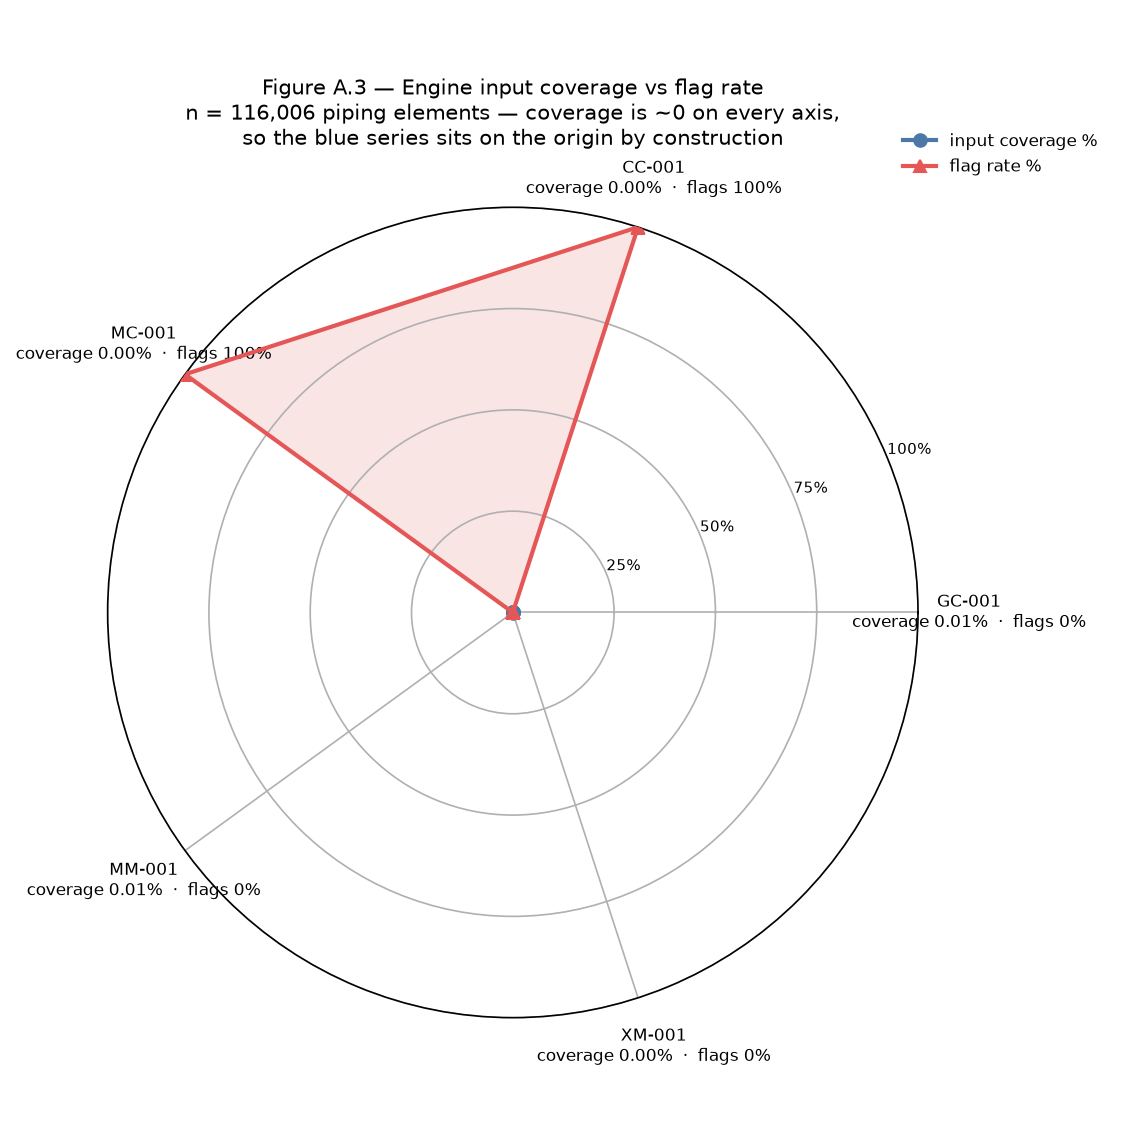 Figure A.3 — Engine input coverage vs flag rate
n = 116,006 piping elements — coverage is ~0 on every axis,
so the blue series sits on the origin by construction
input coverage %
flag rate %
CC-001
coverage 0.00% · flags 100%
MC-001
coverage 0.00% · flags 100%
100%
75%
50%
25%
GC-001
coverage 0.01% · flags 0%
MM-001
coverage 0.01% · flags 0%
XM-001
coverage 0.00% · flags 0%